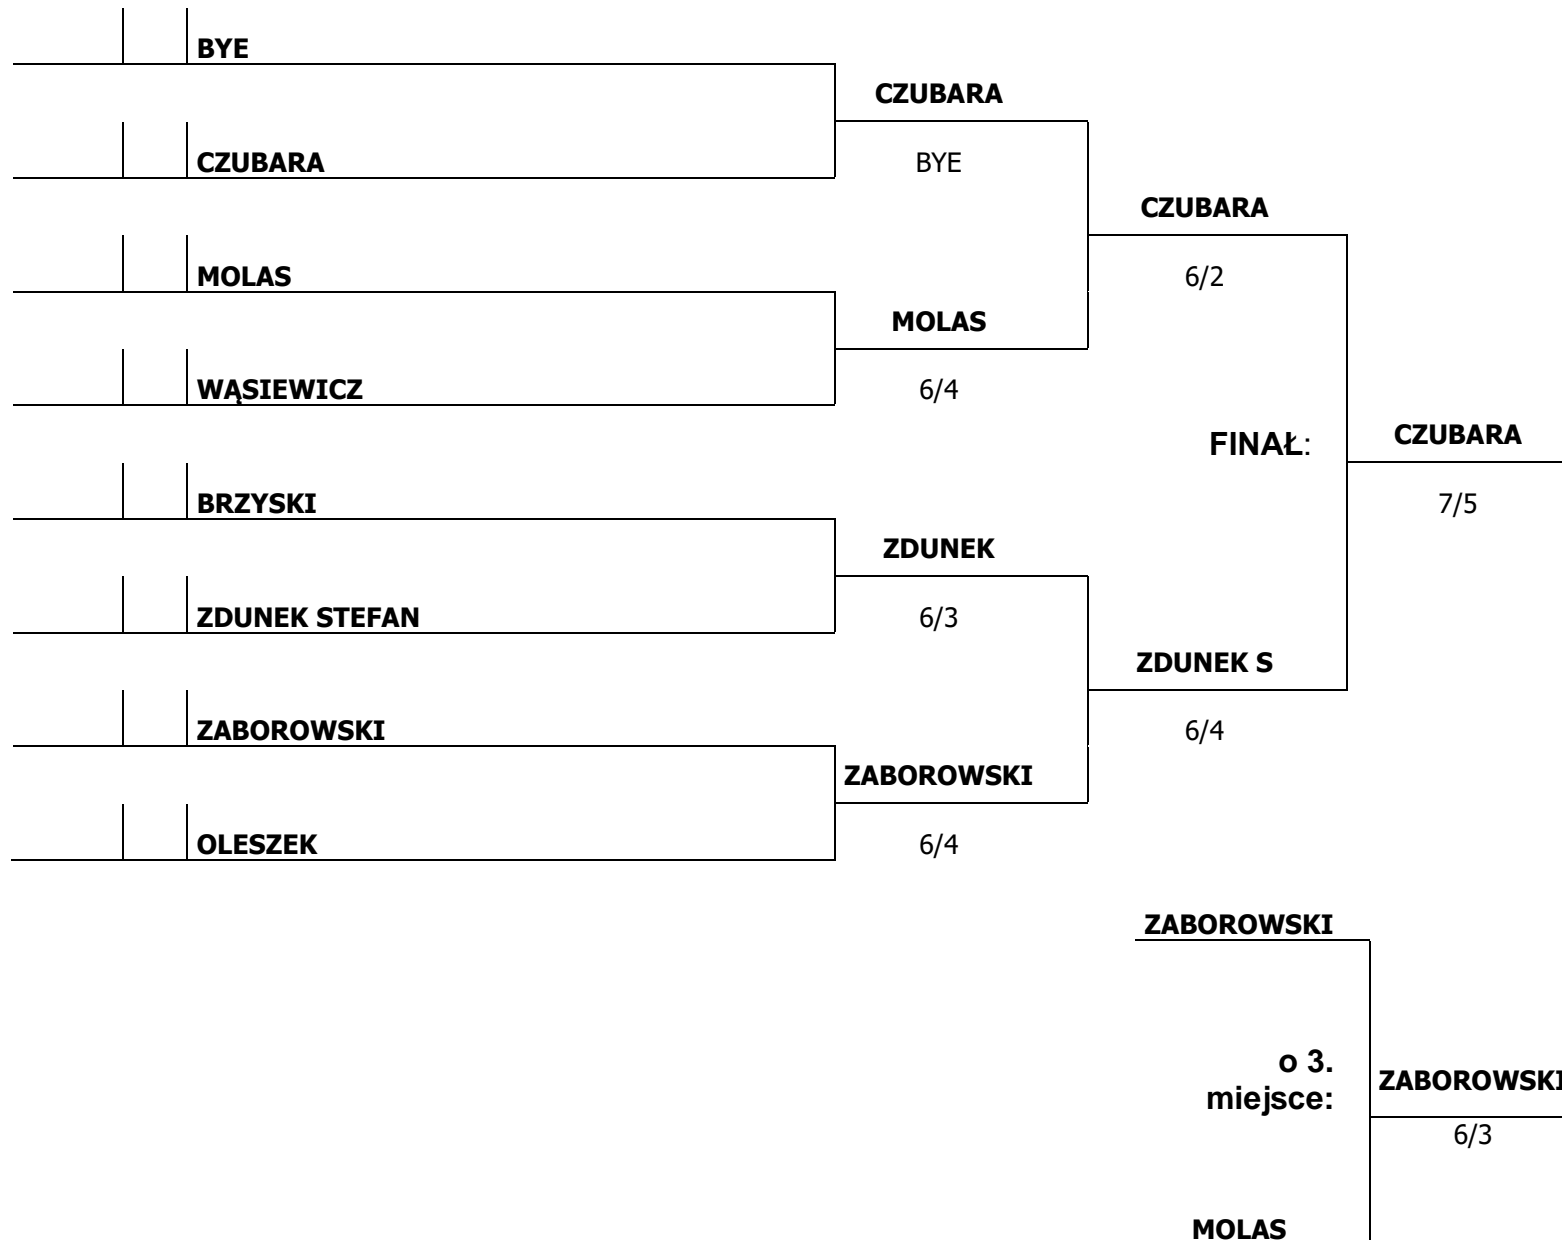 BYE
CZUBARA
CZUBARA
BYE
CZUBARA
MOLAS
6/2
MOLAS
WĄSIEWICZ
6/4
CZUBARA
FINAŁ:
BRZYSKI
7/5
ZDUNEK
ZDUNEK STEFAN
6/3
ZDUNEK S
ZABOROWSKI
6/4
ZABOROWSKI
OLESZEK
6/4
ZABOROWSKI
o 3.
miejsce:
ZABOROWSKI
6/3
MOLAS